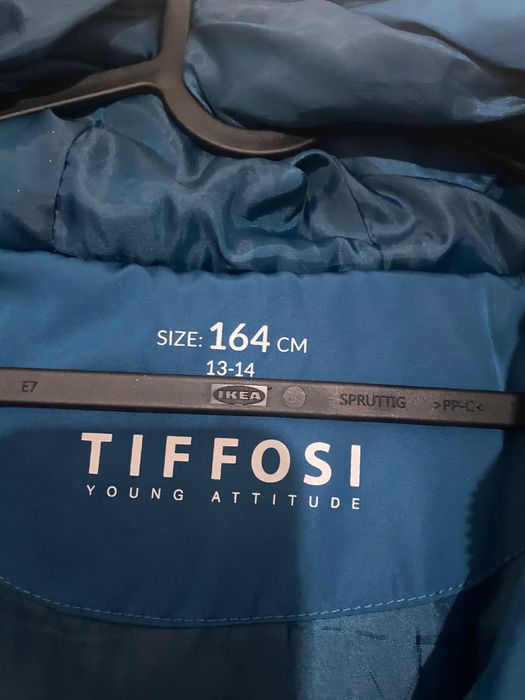 SIZE: 164 CM
13-14
E7 IKEA SPRUTTIG >PP-C<
TIFFOSI
YOUNG ATTITUDE